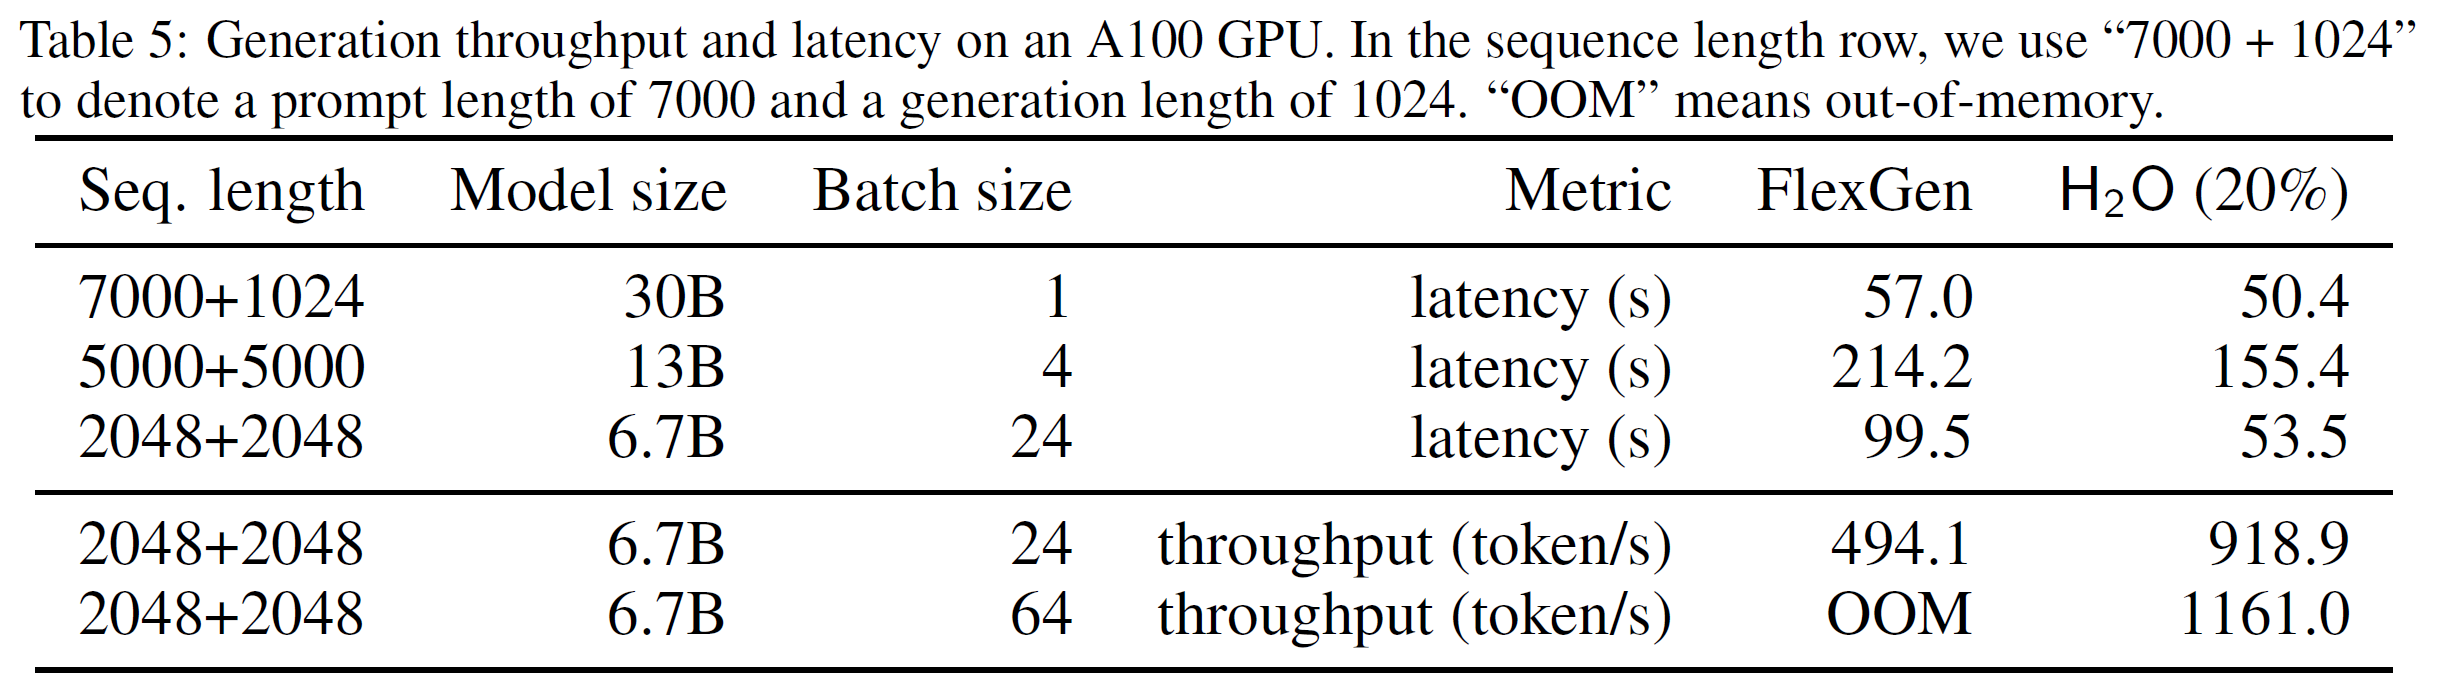 Table 5: Generation throughput and latency on an A100 GPU. In the sequence length row, we use “7000 + 1024”
to denote a prompt length of 7000 and a generation length of 1024. “OOM” means out-of-memory.
Seq. length Model size Batch size Metric FlexGen H₂O (20%)
7000+1024 30B 1 latency (s) 57.0 50.4
5000+5000 13B 4 latency (s) 214.2 155.4
2048+2048 6.7B 24 latency (s) 99.5 53.5
2048+2048 6.7B 24 throughput (token/s) 494.1 918.9
2048+2048 6.7B 64 throughput (token/s) OOM 1161.0